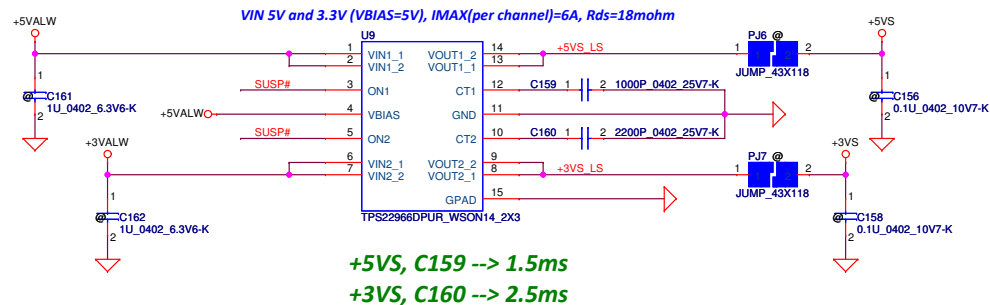 VIN 5V and 3.3V (VBIAS=5V), IMAX(per channel)=6A, Rds=18mohm
+5VALW
U9
+5VS_LS
PJ6 @
+5VS
1 VIN1_1 VOUT1_2 14
2 VIN1_2 VOUT1_1 13
1 2
JUMP_43X118
SUSP#
3 ON1 CT1 12
C159 1 2 1000P_0402_25V7-K
1
@ C161
1U_0402_6.3V6-K
2
1
@ C156
0.1U_0402_10V7-K
2
+5VALW
4 VBIAS GND 11
SUSP#
5 ON2 CT2 10
C160 1 2 2200P_0402_25V7-K
+3VALW
+3VS_LS
PJ7 @
+3VS
6 VIN2_1 VOUT2_2 9
7 VIN2_2 VOUT2_1 8
1 2
JUMP_43X118
GPAD 15
TPS22966DPUR_WSON14_2X3
1
@ C162
1U_0402_6.3V6-K
2
1
@ C158
0.1U_0402_10V7-K
2
+5VS, C159 --> 1.5ms
+3VS, C160 --> 2.5ms